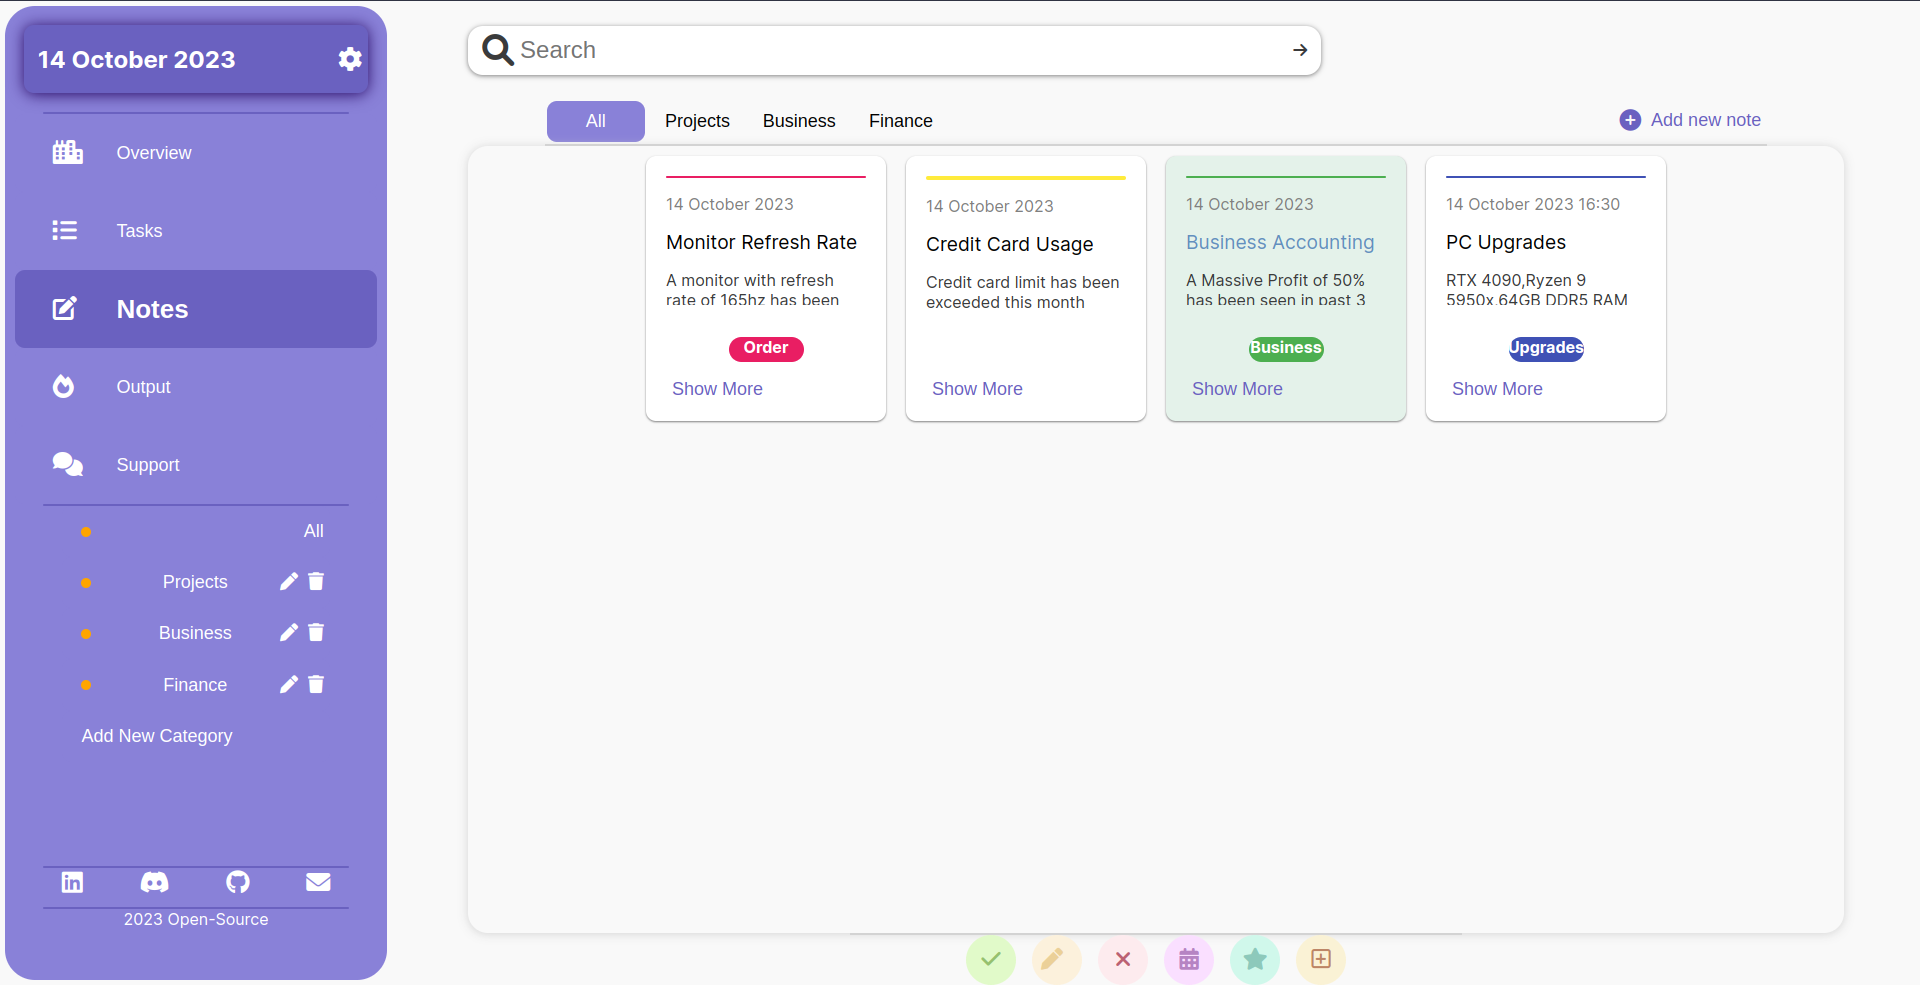 14 October 2023
Overview
Tasks
Notes
Output
Support
All
Projects
Business
Finance
Add New Category
2023 Open-Source
Search
All Projects Business Finance
Add new note
14 October 2023
Monitor Refresh Rate
A monitor with refresh
rate of 165hz has been
Order
Show More
14 October 2023
Credit Card Usage
Credit card limit has been
exceeded this month
Show More
14 October 2023
Business Accounting
A Massive Profit of 50%
has been seen in past 3
Business
Show More
14 October 2023 16:30
PC Upgrades
RTX 4090,Ryzen 9
5950x,64GB DDR5 RAM
Upgrades
Show More